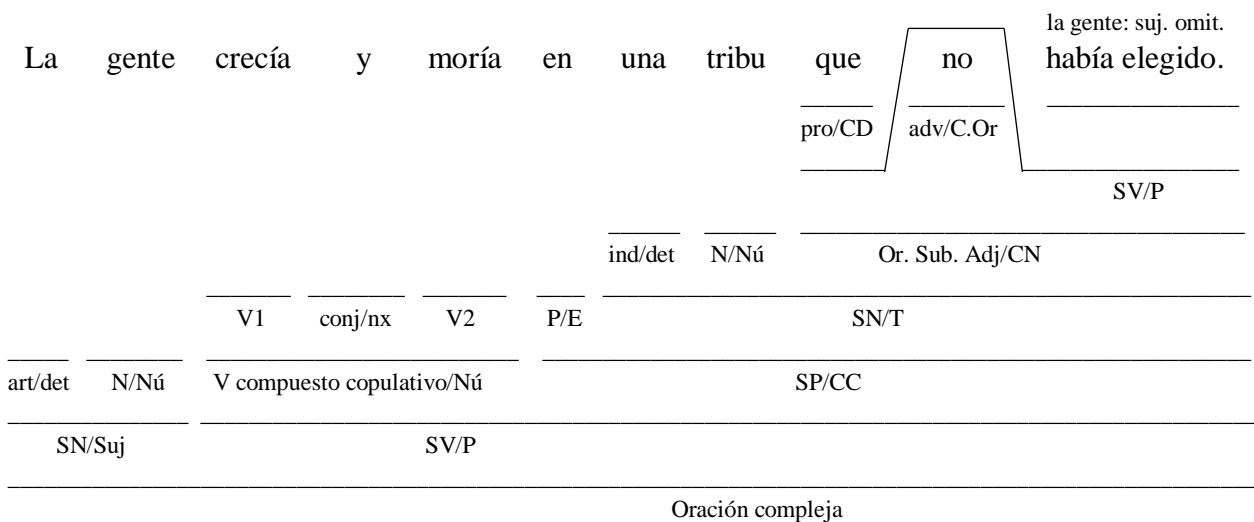 la gente: suj. omit.
La gente crecía y moría en una tribu que no había elegido.
pro/CD adv/C.Or
SV/P
ind/det N/Nú Or. Sub. Adj/CN
V1 conj/nx V2 P/E SN/T
art/det N/Nú V compuesto copulativo/Nú SP/CC
SN/Suj SV/P
Oración compleja